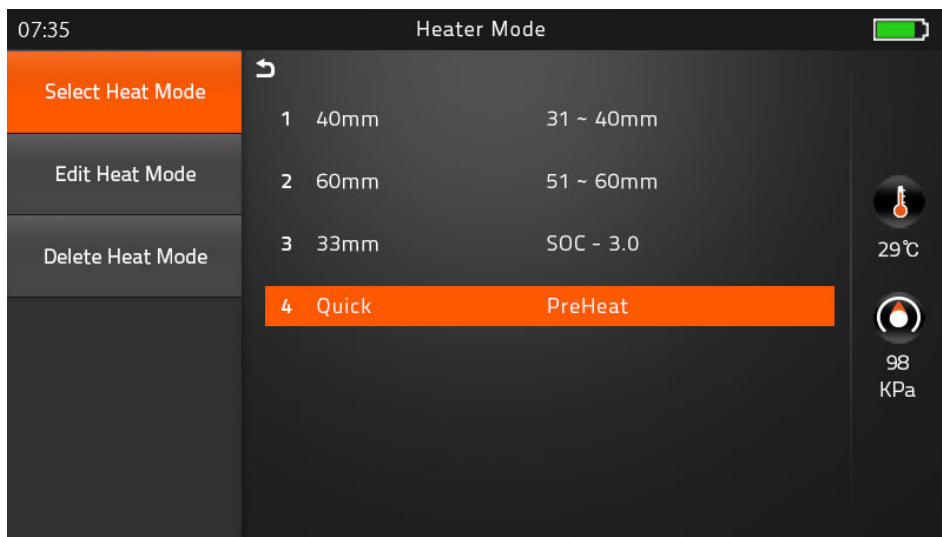 07:35 Heater Mode
Select Heat Mode
Edit Heat Mode
Delete Heat Mode
1 40mm 31 ~ 40mm
2 60mm 51 ~ 60mm
3 33mm SOC - 3.0
4 Quick PreHeat
29℃
98
KPa